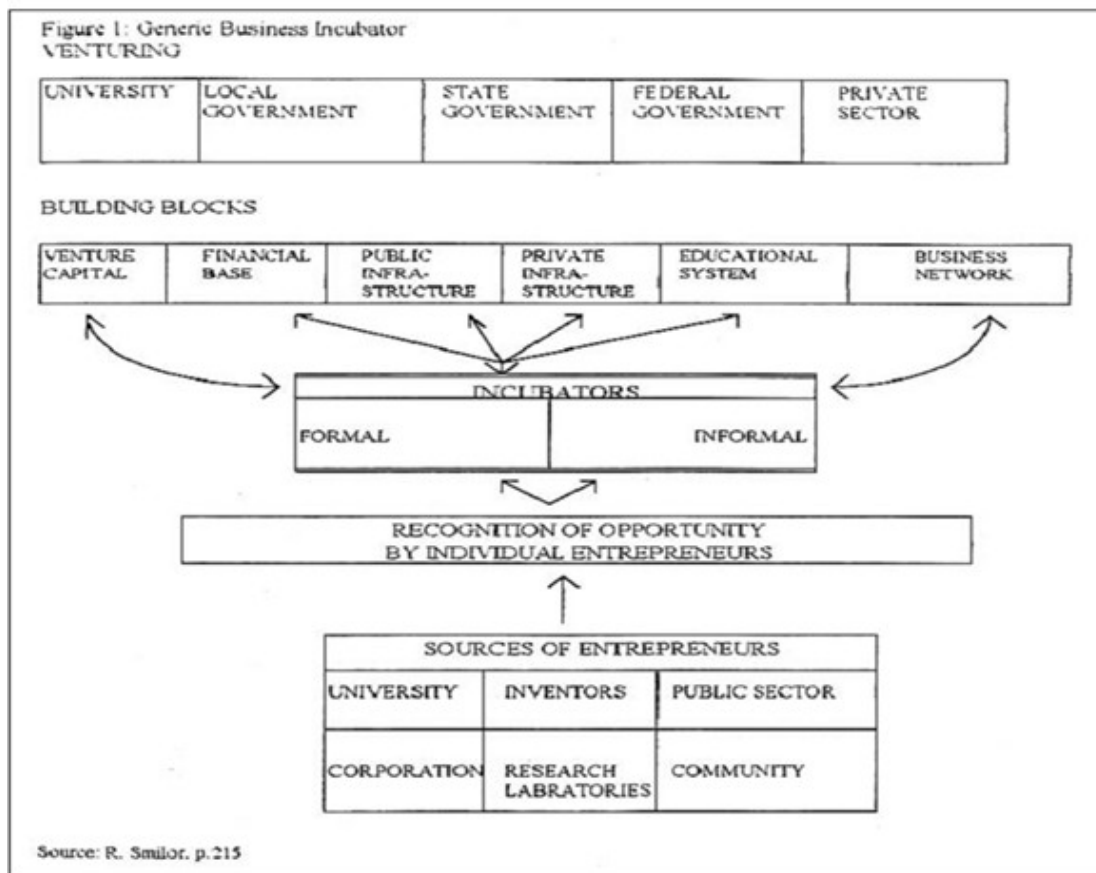 Figure 1: Generic Business Incubator
VENTURING
UNIVERSITY
LOCAL
GOVERNMENT
STATE
GOVERNMENT
FEDERAL
GOVERNMENT
PRIVATE
SECTOR
BUILDING BLOCKS
VENTURE
CAPITAL
FINANCIAL
BASE
PUBLIC
INFRA-
STRUCTURE
PRIVATE
INFRA-
STRUCTURE
EDUCATIONAL
SYSTEM
BUSINESS
NETWORK
INCUBATORS
FORMAL
INFORMAL
RECOGNITION OF OPPORTUNITY
BY INDIVIDUAL ENTREPRENEURS
SOURCES OF ENTREPRENEURS
UNIVERSITY
INVENTORS
PUBLIC SECTOR
CORPORATION
RESEARCH
LABRATORIES
COMMUNITY
Source: R. Smilor. p.215